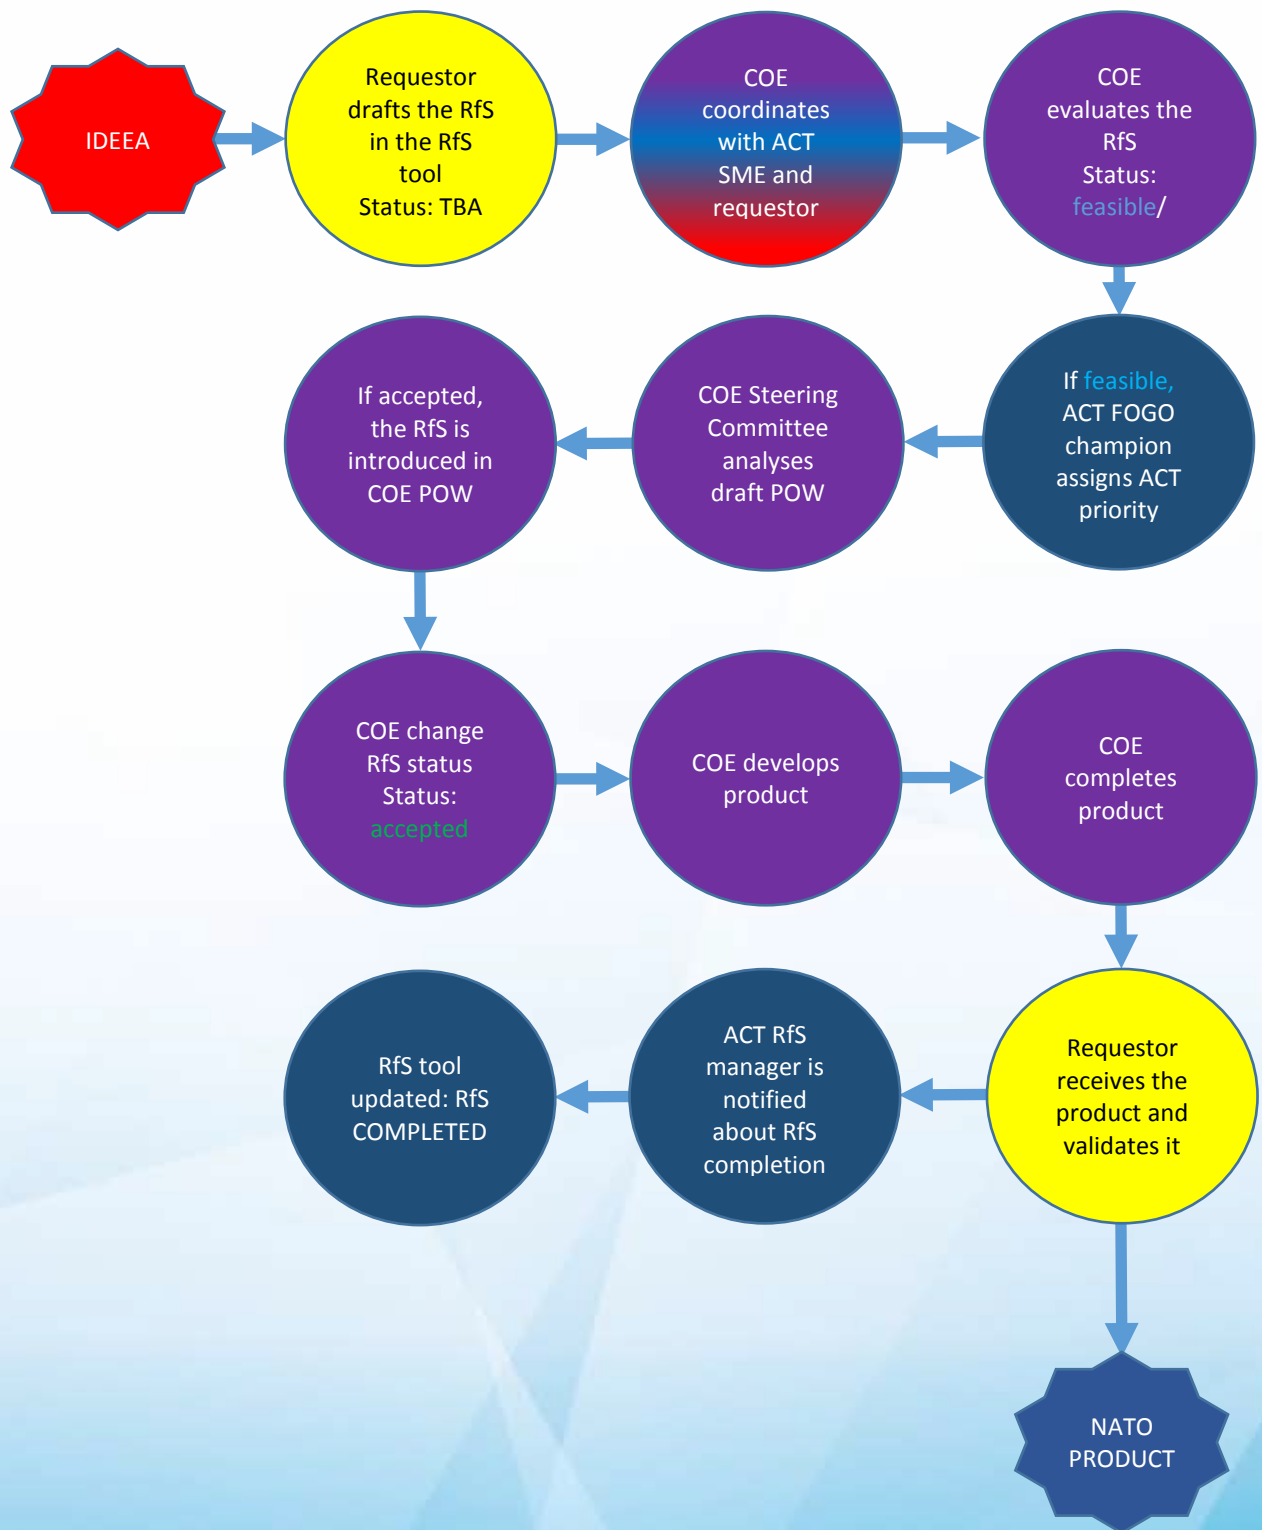 IDEEA
Requestor
drafts the RfS
in the RfS
tool
Status: TBA
COE
coordinates
with ACT
SME and
requestor
COE
evaluates the
RfS
Status:
feasible/
If feasible,
ACT FOGO
champion
assigns ACT
priority
COE Steering
Committee
analyses
draft POW
If accepted,
the RfS is
introduced in
COE POW
COE change
RfS status
Status:
accepted
COE develops
product
COE
completes
product
Requestor
receives the
product and
validates it
ACT RfS
manager is
notified
about RfS
completion
RfS tool
updated: RfS
COMPLETED
NATO
PRODUCT